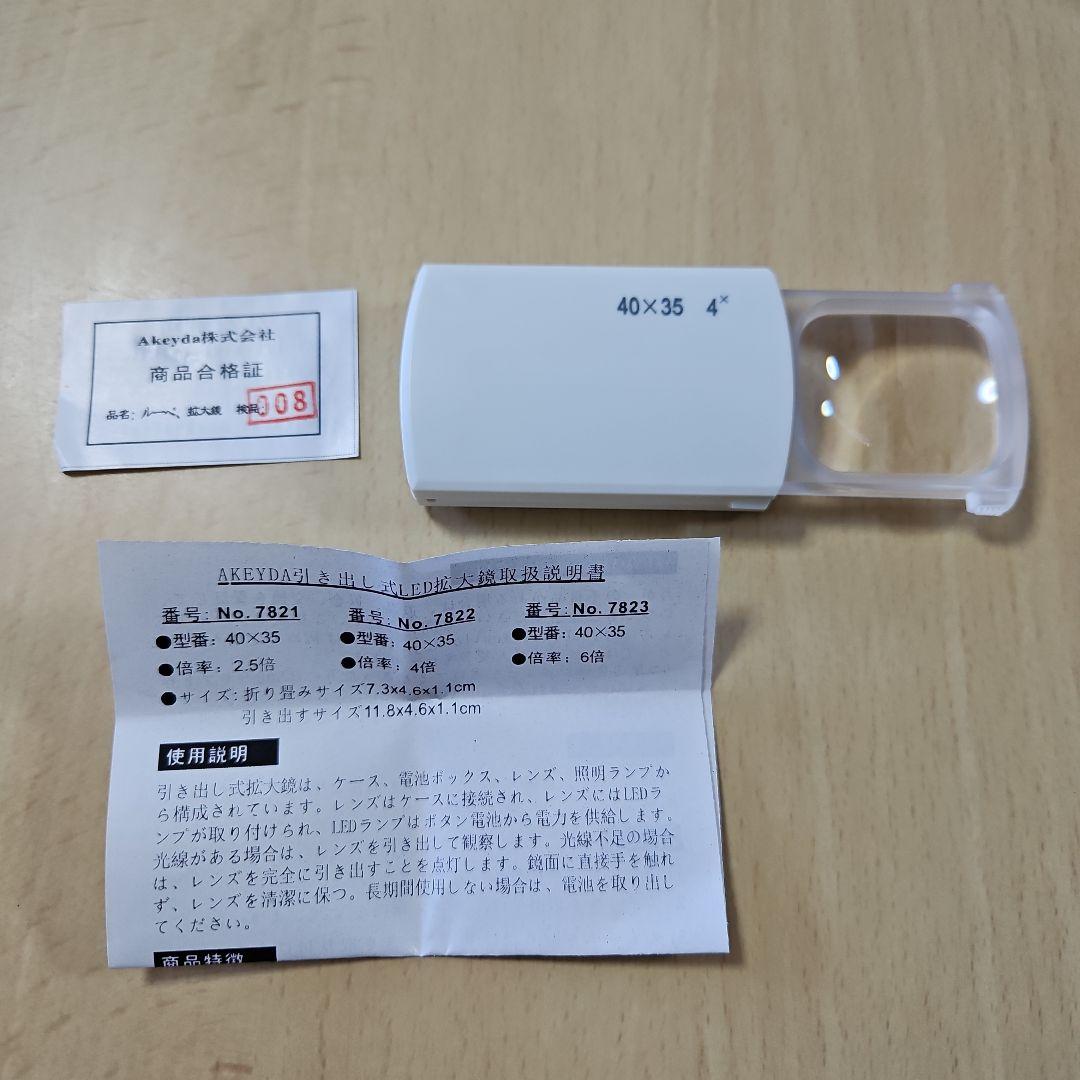 40×35 4×
Akeyda株式会社
商品合格証
品名: ルーペ、拡大鏡 検品: 008
AKEYDA引き出し式LED拡大鏡取扱説明書
番号: No. 7821 番号: No. 7822 番号: No. 7823
●型番: 40×35 ●型番: 40×35 ●型番: 40×35
●倍率: 2.5倍 ●倍率: 4倍 ●倍率: 6倍
●サイズ: 折り畳みサイズ7.3x4.6x1.1cm
引き出すサイズ11.8x4.6x1.1cm
使用説明
引き出し式拡大鏡は、ケース、電池ボックス、レンズ、照明ランプか
ら構成されています。レンズはケースに接続され、レンズにはLEDラ
ンプが取り付けられ、LEDランプはボタン電池から電力を供給します。
光線がある場合は、レンズを引き出して観察します。光線不足の場合
は、レンズを完全に引き出すことを点灯します。鏡面に直接手を触れ
ず、レンズを清潔に保つ。長期間使用しない場合は、電池を取り出し
てください。
商品特徴